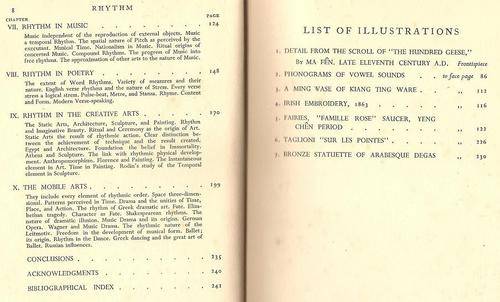 8 RHYTHM
CHAPTER PAGE
VII. RHYTHM IN MUSIC . . . . . . . 124
Music independent of the reproduction of external objects. Music
a temporal Rhythm. The spatial nature of Pitch as perceived by the
executant. Musical Time. Nationalism in Music. Ritual origins of
concerted Music. Compound Rhythms. The progress of Music into
free rhythms. The approximation of other arts to the nature of Music.
VIII. RHYTHM IN POETRY . . . . . . . 148
The extent of Word Rhythms. Variety of measures and their
nature. English verse rhythms and the nature of Stress. Every verse
stress a logical stress. Pulse-beat, Metre, and Stanza. Rhyme. Content
and Form. Modern Verse-speaking.
IX. RHYTHM IN THE CREATIVE ARTS . . . . 170
The Static Arts, Architecture, Sculpture, and Painting. Rhythm
and Imaginative Beauty. Ritual and Ceremony as the origin of Art.
Static Arts the result of rhythmic action. Clear distinction between
the achievement of technique and the result created.
Egypt and Architecture. Foundation the belief in Immortality.
Athens and Sculpture. The link with rhythmic physical development.
Anthropomorphism. Florence and Painting. The instantaneous
element in Art. Time in Painting. Rodin's study of the Temporal
element in Sculpture.
X. THE MOBILE ARTS . . . . . . . 199
They include every element of rhythmic order. Space three-dimensional.
Patterns perceived in Time. Drama and the unities of Time,
Place, and Action. The Rhythm of Greek dramatic art. Fate. Elizabethan
tragedy. Character as Fate. Shakespearean rhythms. The
nature of dramatic illusion. Music Drama and its origins. German
Opera. Wagner and Music Drama. The rhythmic nature of the
Leitmotiv. Freedom in the development of musical form. Ballet;
its origin. Rhythm in the Dance. Greek dancing and the great art of
Ballet. Russian influences.
CONCLUSIONS . . . . . . . . 235
ACKNOWLEDGMENTS . . . . . . . 240
BIBLIOGRAPHICAL INDEX . . . . . . 241
LIST OF ILLUSTRATIONS
1. DETAIL FROM THE SCROLL OF "THE HUNDRED GEESE,"
BY MA FÊN, LATE ELEVENTH CENTURY A.D. Frontispiece
2. PHONOGRAMS OF VOWEL SOUNDS - to face page 86
3. A MING VASE OF KIANG TING WARE - " 112
4. IRISH EMBROIDERY, 1863 - - - " 116
5. FAIRIES, "FAMILLE ROSE" SAUCER, YENG
CHÊN PERIOD - - - - " 122
6. TAGLIONI "SUR LES POINTES" - - " 226
7. BRONZE STATUETTE OF ARABESQUE DEGAS " 230